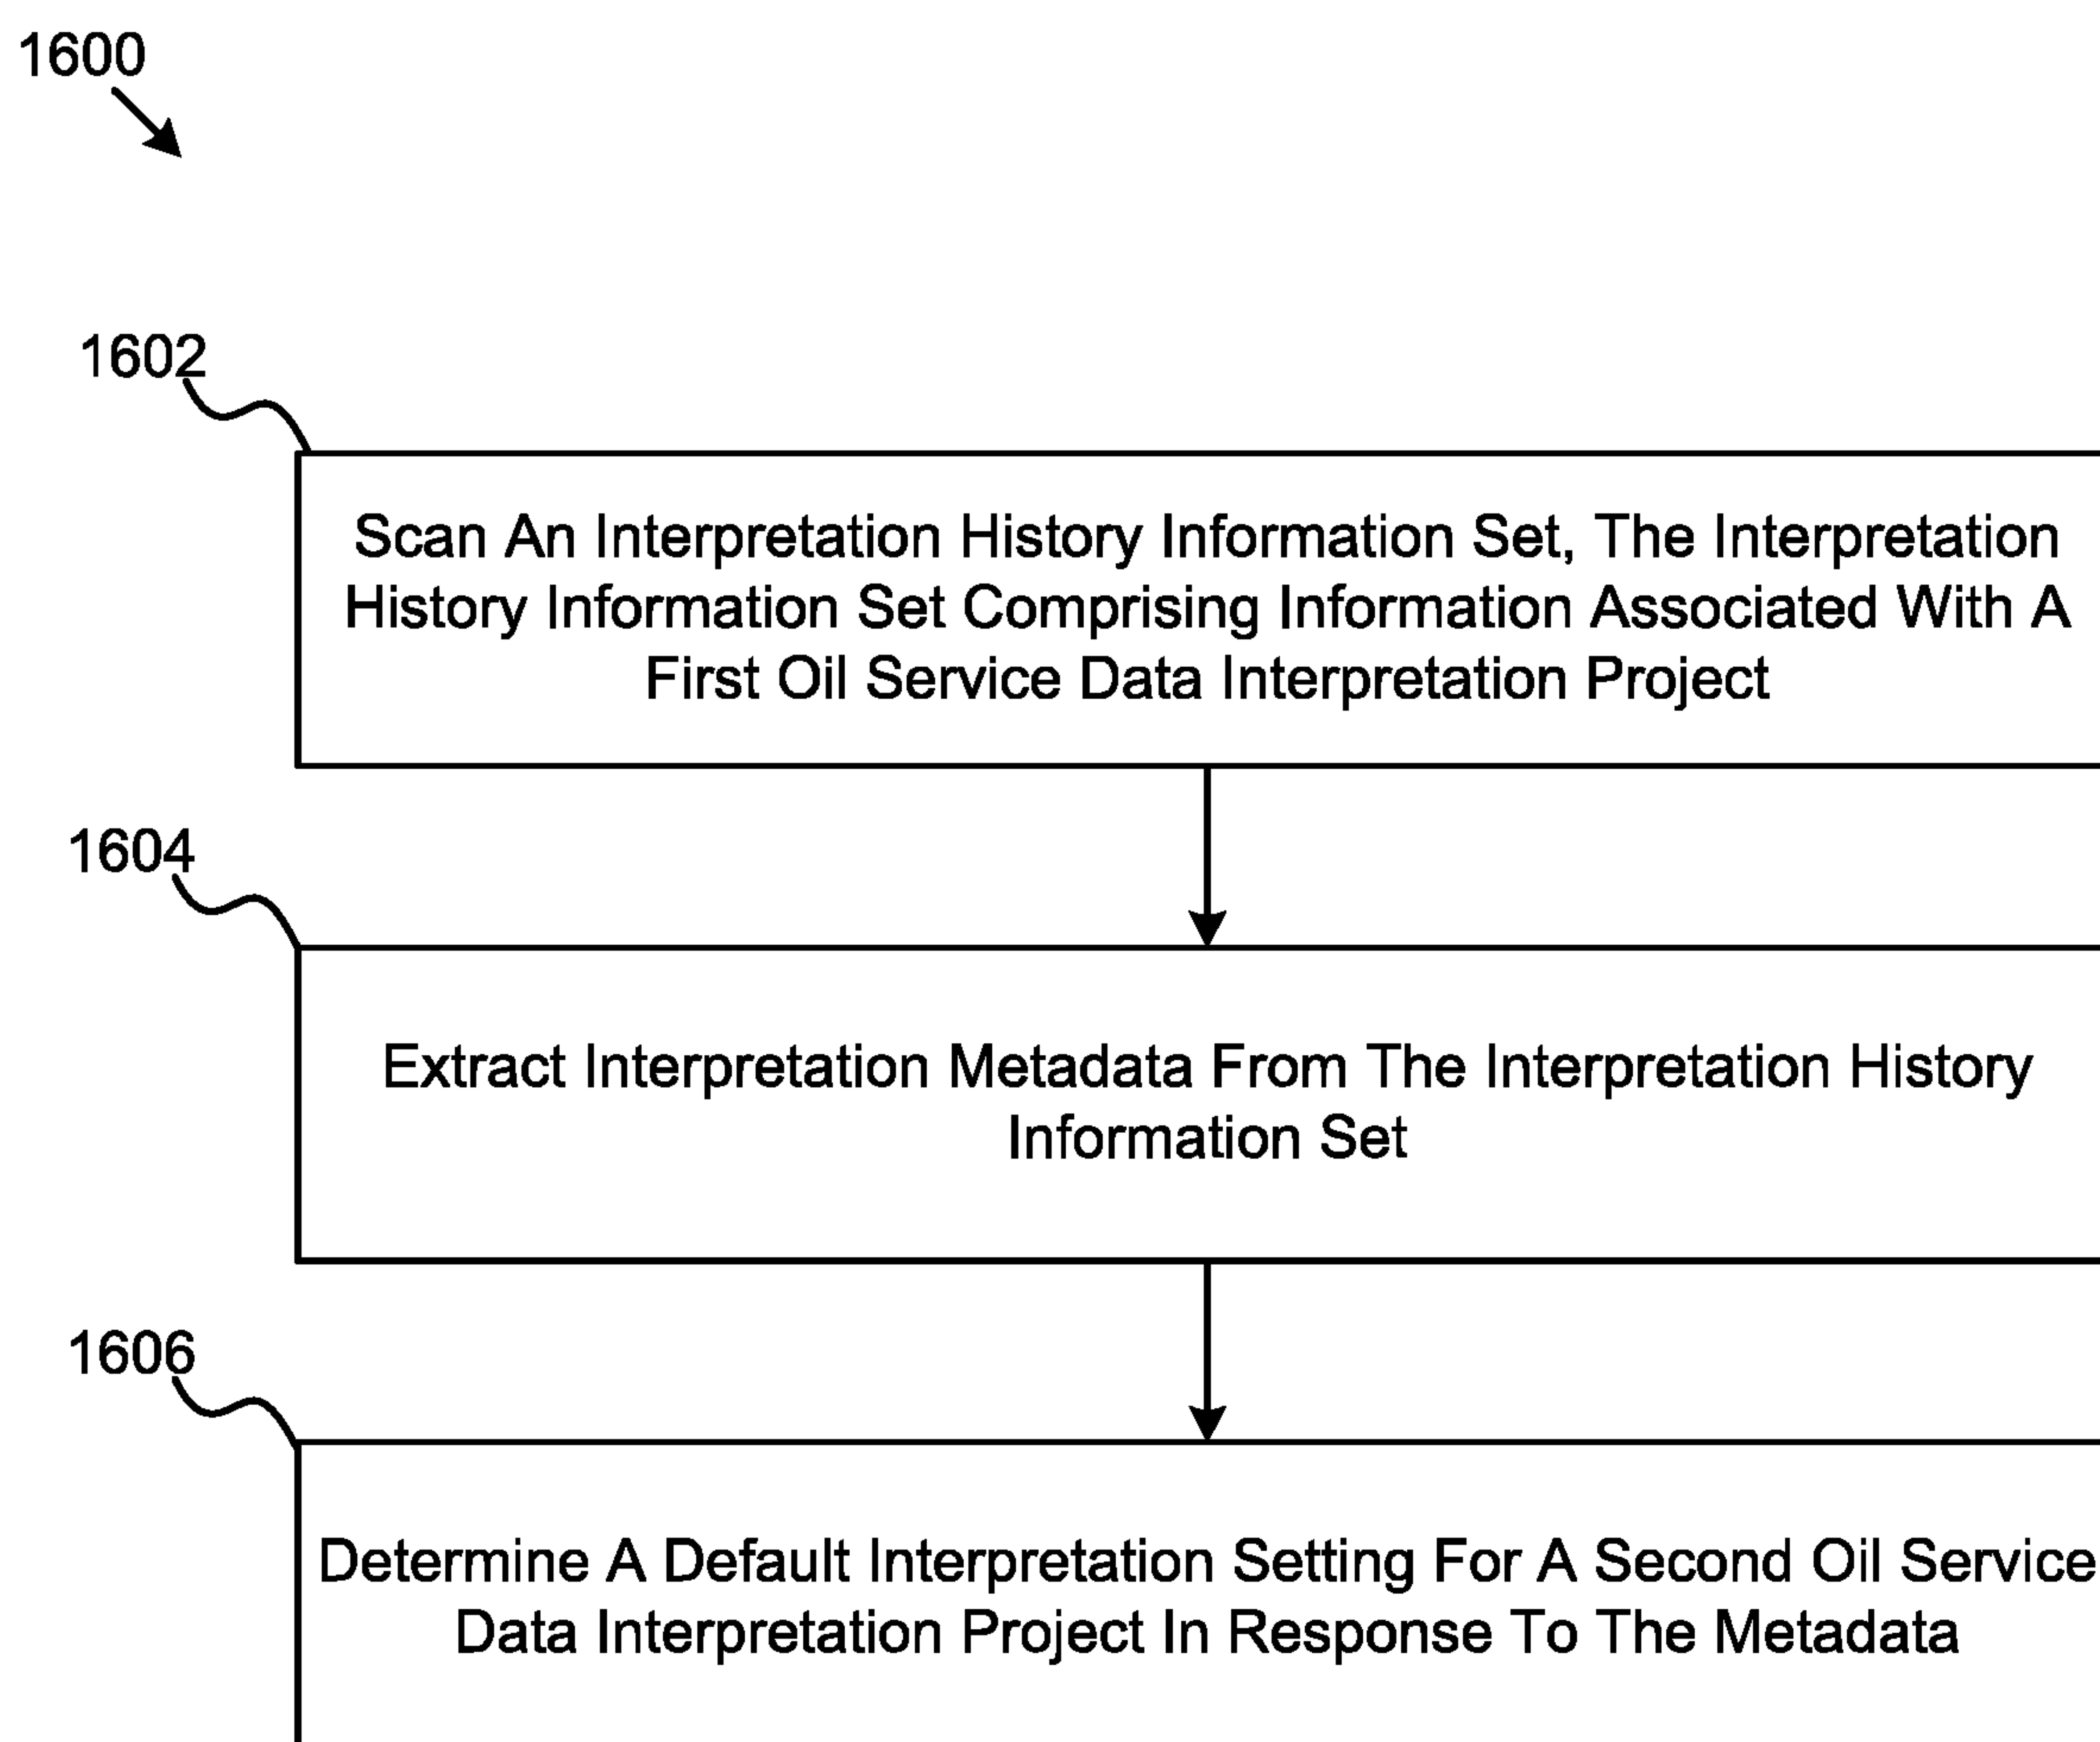 1600
1602
Scan An Interpretation History Information Set, The Interpretation
History Information Set Comprising Information Associated With A
First Oil Service Data Interpretation Project
1604
Extract Interpretation Metadata From The Interpretation History
Information Set
1606
Determine A Default Interpretation Setting For A Second Oil Service
Data Interpretation Project In Response To The Metadata